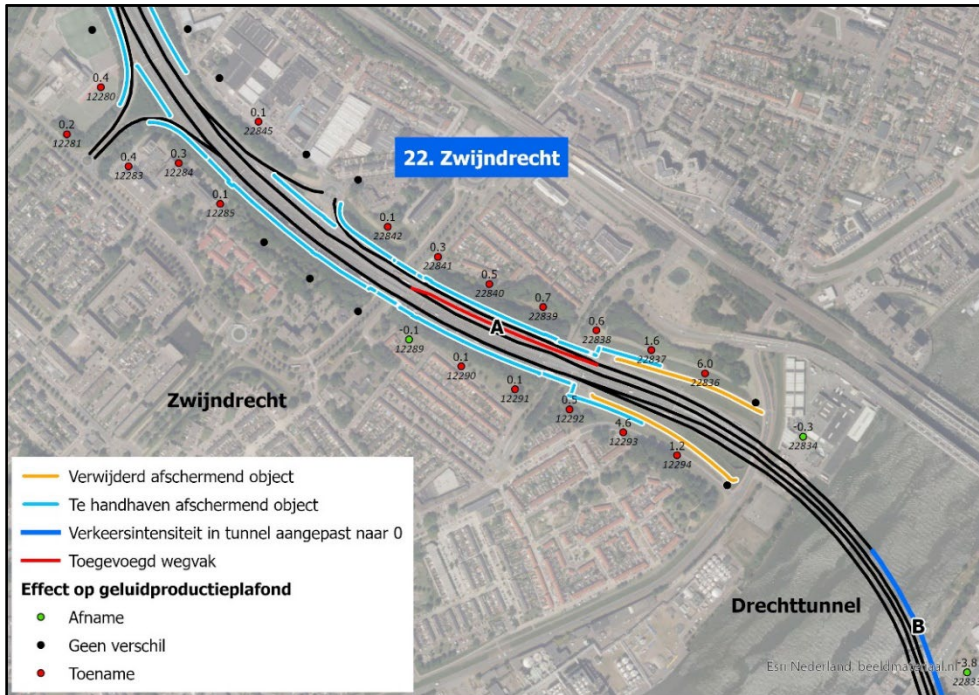 0.4
12280
0.2
12281
0.4
12283
0.3
12284
0.1
12285
0.1
22845
22. Zwijndrecht
0.1
22842
0.3
22841
0.5
22840
0.7
22839
0.6
22838
1.6
22837
6.0
22836
A
-0.1
12289
0.1
12290
0.1
12291
0.5
12292
4.6
12293
1.2
12294
-0.3
22834
Zwijndrecht
Verwijderd afschermend object
Te handhaven afschermend object
Verkeersintensiteit in tunnel aangepast naar 0
Toegevoegd wegvak
Effect op geluidproductieplafond
Afname
Geen verschil
Toename
Drechttunnel
B
Esri Nederland, beeldmateriaal.nl